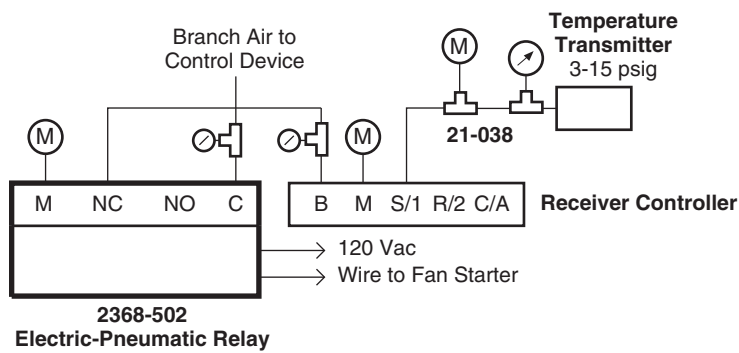 Temperature
Transmitter
3-15 psig
Branch Air to
Control Device
M
21-038
M
M
M NC NO C
B M S/1 R/2 C/A
Receiver Controller
120 Vac
Wire to Fan Starter
2368-502
Electric-Pneumatic Relay